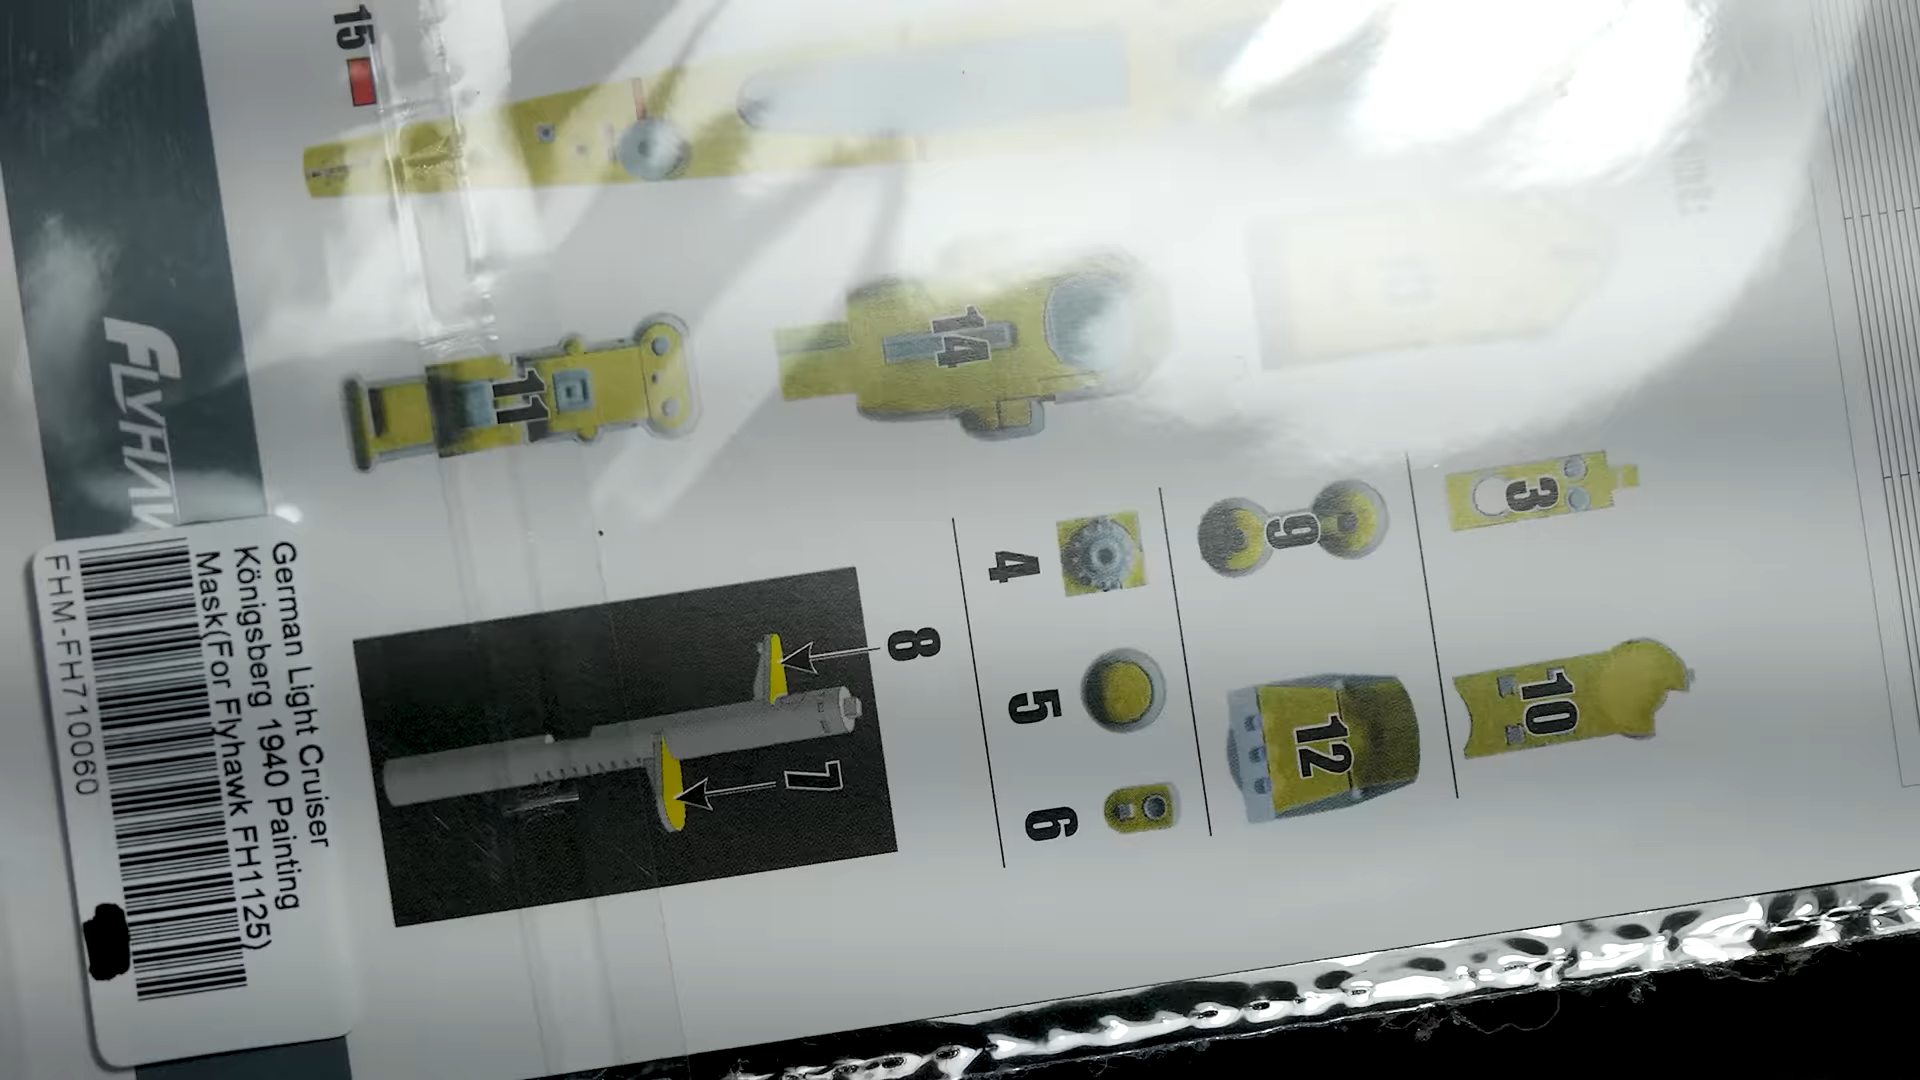 FLYHAW
German Light Cruiser
Königsberg 1940 Painting
Mask(For Flyhawk FH1125)
FHM-FH710060
15
11
14
3
9
4
10
12
5
6
8
7